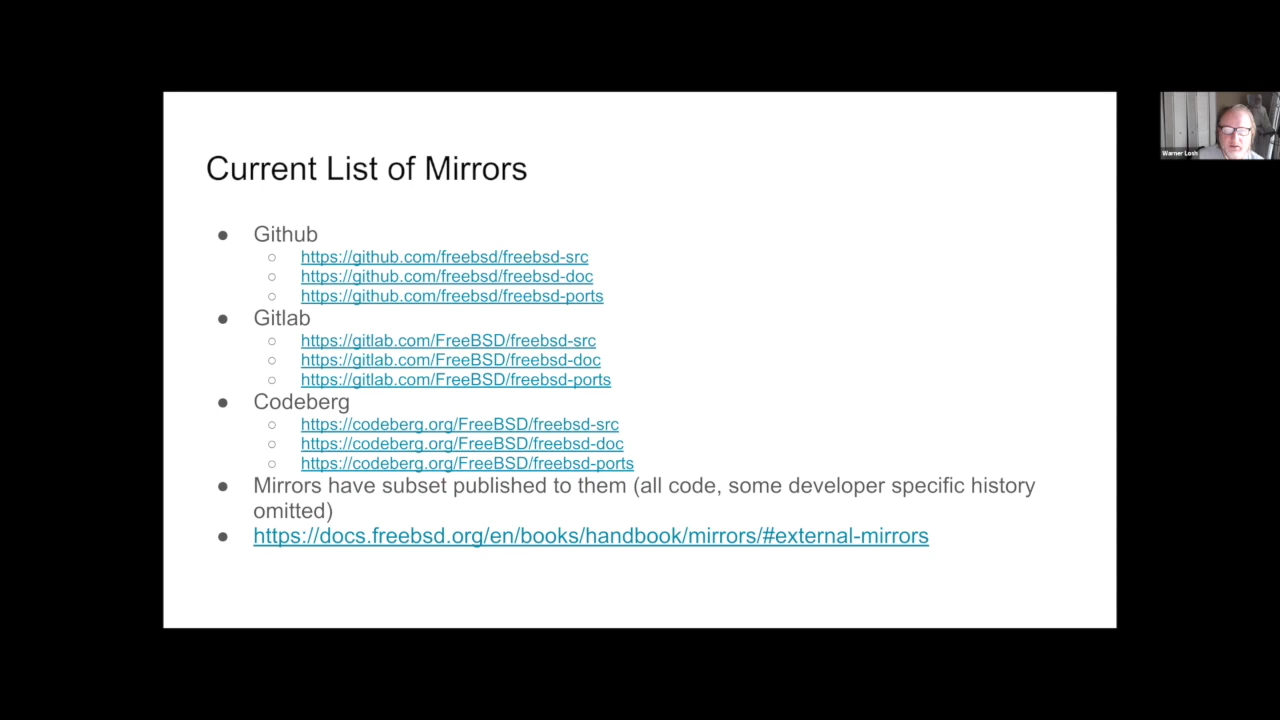 Current List of Mirrors
● Github
○ https://github.com/freebsd/freebsd-src
○ https://github.com/freebsd/freebsd-doc
○ https://github.com/freebsd/freebsd-ports
● Gitlab
○ https://gitlab.com/FreeBSD/freebsd-src
○ https://gitlab.com/FreeBSD/freebsd-doc
○ https://gitlab.com/FreeBSD/freebsd-ports
● Codeberg
○ https://codeberg.org/FreeBSD/freebsd-src
○ https://codeberg.org/FreeBSD/freebsd-doc
○ https://codeberg.org/FreeBSD/freebsd-ports
● Mirrors have subset published to them (all code, some developer specific history
omitted)
● https://docs.freebsd.org/en/books/handbook/mirrors/#external-mirrors
Warner Losh